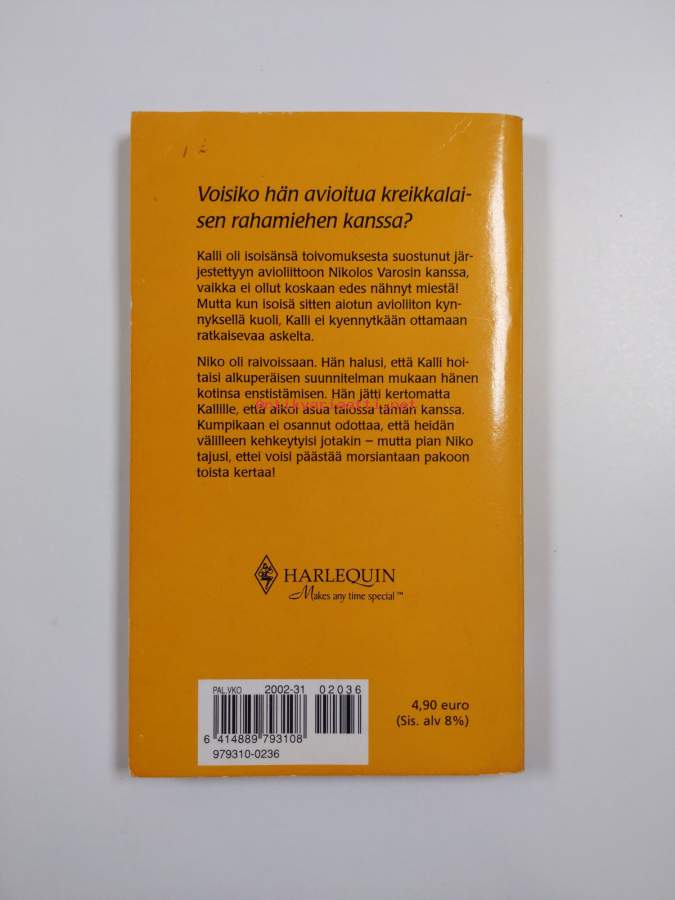 Voisiko hän avioitua kreikkalai-
sen rahamiehen kanssa?
Kalli oli isoisänsä toivomuksesta suostunut jär-
jestettyyn avioliittoon Nikolos Varosin kanssa,
vaikka ei ollut koskaan edes nähnyt miestä!
Mutta kun isoisä sitten aiotun avioliiton kyn-
nyksellä kuoli, Kalli ei kyennytkään ottamaan
ratkaisevaa askelta.
Niko oli raivoissaan. Hän halusi, että Kalli hoi-
taisi alkuperäisen suunnitelman mukaan hänen
kotinsa enstistämisen. Hän jätti kertomatta
antikvariaatti.net
Kallille, että aikoi asua talossa tämän kanssa.
Kumpikaan ei osannut odottaa, että heidän
välilleen kehkeytyisi jotakin – mutta pian Niko
tajusi, ettei voisi päästää morsiantaan pakoon
toista kertaa!
HARLEQUIN
Makes any time special™
PAL.VKO 2002-31 02036
6 414889 793108
979310-0236
4,90 euro
(Sis. alv 8%)